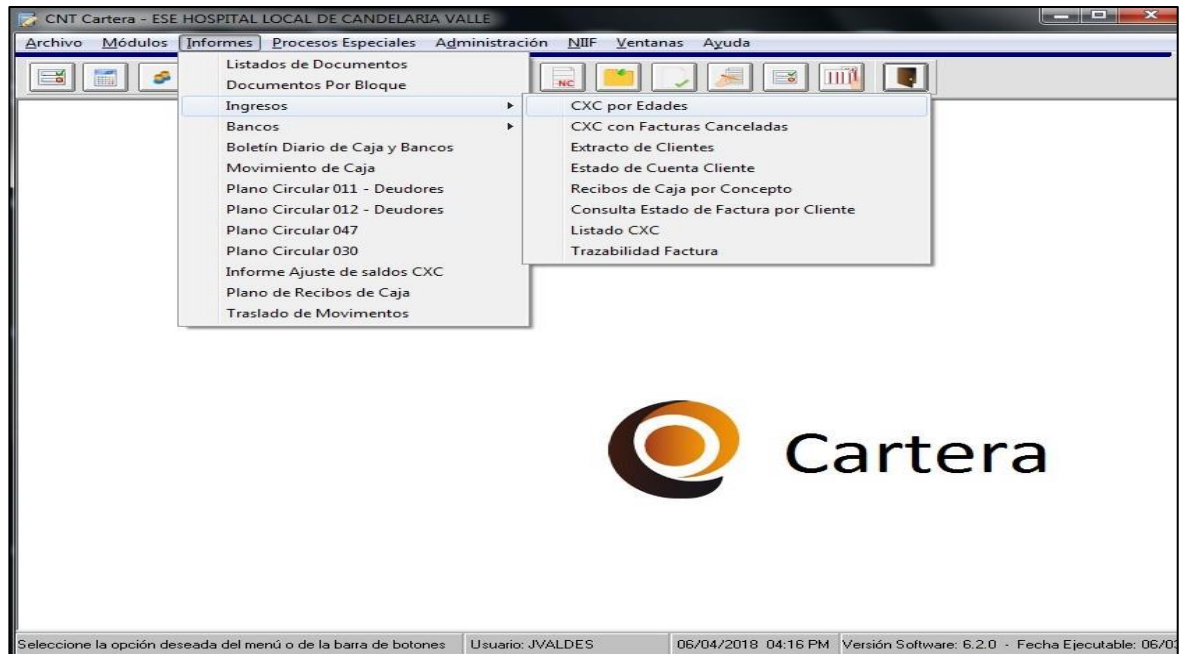 CNT Cartera - ESE HOSPITAL LOCAL DE CANDELARIA VALLE
Archivo Módulos Informes Procesos Especiales Administración NIIF Ventanas Ayuda
NC
Listados de Documentos
Documentos Por Bloque
Ingresos
Bancos
Boletín Diario de Caja y Bancos
Movimiento de Caja
Plano Circular 011 - Deudores
Plano Circular 012 - Deudores
Plano Circular 047
Plano Circular 030
Informe Ajuste de saldos CXC
Plano de Recibos de Caja
Traslado de Movimentos
CXC por Edades
CXC con Facturas Canceladas
Extracto de Clientes
Estado de Cuenta Cliente
Recibos de Caja por Concepto
Consulta Estado de Factura por Cliente
Listado CXC
Trazabilidad Factura
Cartera
Seleccione la opción deseada del menú o de la barra de botones Usuario: JVALDES 06/04/2018 04:16 PM Versión Software: 6.2.0 - Fecha Ejecutable: